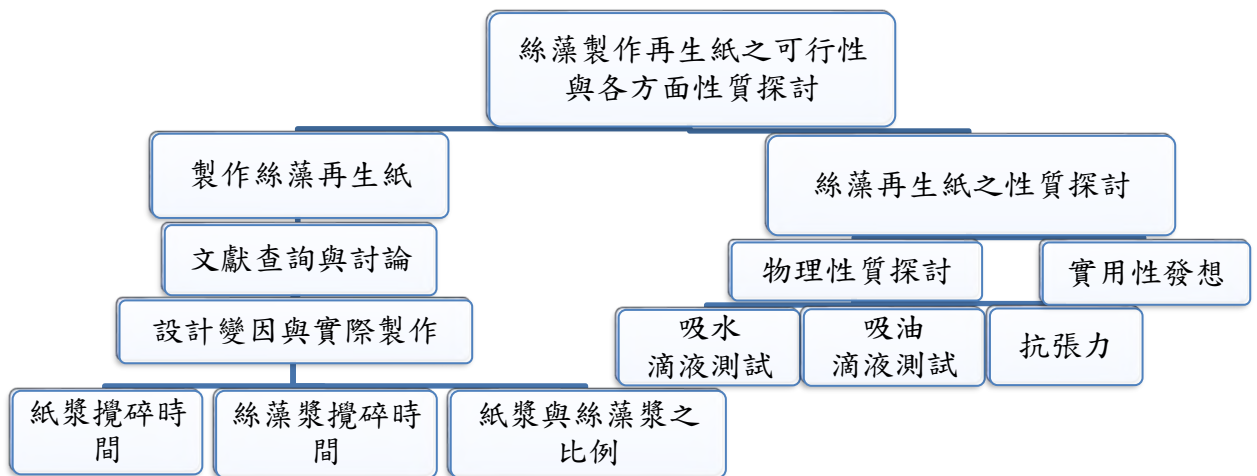 絲藻製作再生紙之可行性
與各方面性質探討
製作絲藻再生紙
絲藻再生紙之性質探討
文獻查詢與討論
物理性質探討
實用性發想
設計變因與實際製作
吸水
滴液測試
吸油
滴液測試
抗張力
紙漿攪碎時
間
絲藻漿攪碎時
間
紙漿與絲藻漿之
比例